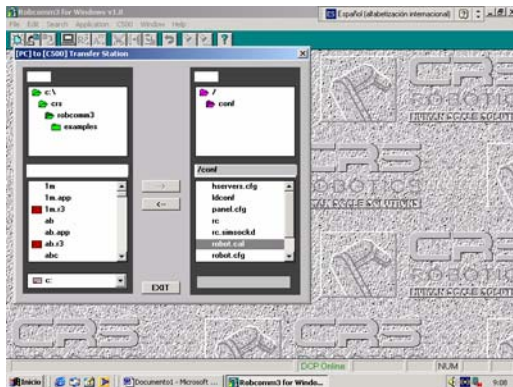 Robcomm3 for Windows v1.8
Español (alfabetización internacional)
File Edit Search Application C500 Window Help
[PC] to [C500] Transfer Station
c:\
crs
robcomm3
examples
/
conf
/conf
1m
1m.app
1m.r3
ab
ab.app
ab.r3
abc
-->
<--
hservers.cfg
ldconf
panel.cfg
rc
rc.simsockd
robot.cal
robot.cfg
c:
EXIT
CRS
ROBOTICS
HUMAN SCALE SOLUTIONS
CRS
DCP Online
NUM
Inicio
Documento1 - Microsoft ...
Robcomm3 for Windo...
9:08